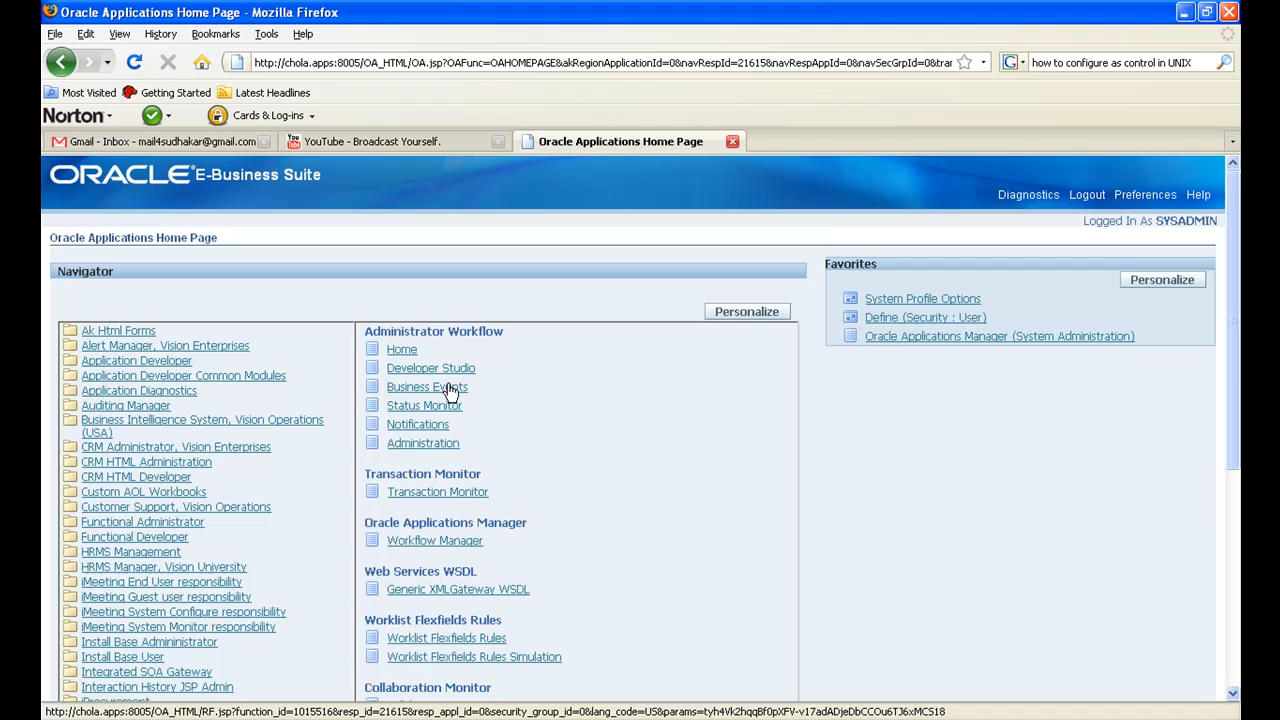 Oracle Applications Home Page - Mozilla Firefox
File Edit View History Bookmarks Tools Help
http://chola.apps:8005/OA_HTML/OA.jsp?OAFunc=OAHOMEPAGE&akRegionApplicationId=0&navRespId=21615&navRespAppId=0&navSecGrpId=0&trar
how to configure as control in UNIX
Most Visited Getting Started Latest Headlines
Norton Cards & Log-ins
Gmail - Inbox - mail4sudhakar@gmail.com YouTube - Broadcast Yourself. Oracle Applications Home Page
ORACLE E-Business Suite
Diagnostics Logout Preferences Help
Logged In As SYSADMIN
Oracle Applications Home Page
Navigator
Personalize
Ak Html Forms
Alert Manager, Vision Enterprises
Application Developer
Application Developer Common Modules
Application Diagnostics
Auditing Manager
Business Intelligence System, Vision Operations
(USA)
CRM Administrator, Vision Enterprises
CRM HTML Administration
CRM HTML Developer
Custom AOL Workbooks
Customer Support, Vision Operations
Functional Administrator
Functional Developer
HRMS Management
HRMS Manager, Vision University
iMeeting End User responsibility
iMeeting Guest user responsibility
iMeeting System Configure responsibility
iMeeting System Monitor responsibility
Install Base Admininistrator
Install Base User
Integrated SOA Gateway
Interaction History JSP Admin
iProcurement
Administrator Workflow
Home
Developer Studio
Business Events
Status Monitor
Notifications
Administration
Transaction Monitor
Transaction Monitor
Oracle Applications Manager
Workflow Manager
Web Services WSDL
Generic XMLGateway WSDL
Worklist Flexfields Rules
Worklist Flexfields Rules
Worklist Flexfields Rules Simulation
Collaboration Monitor
Favorites
Personalize
System Profile Options
Define (Security : User)
Oracle Applications Manager (System Administration)
http://chola.apps:8005/OA_HTML/RF.jsp?function_id=1015516&resp_id=21615&resp_appl_id=0&security_group_id=0&lang_code=US&params=tyh4Vk2hqqBf0pXFV-v17adADjeDbCCOu6TJ6xMCS18